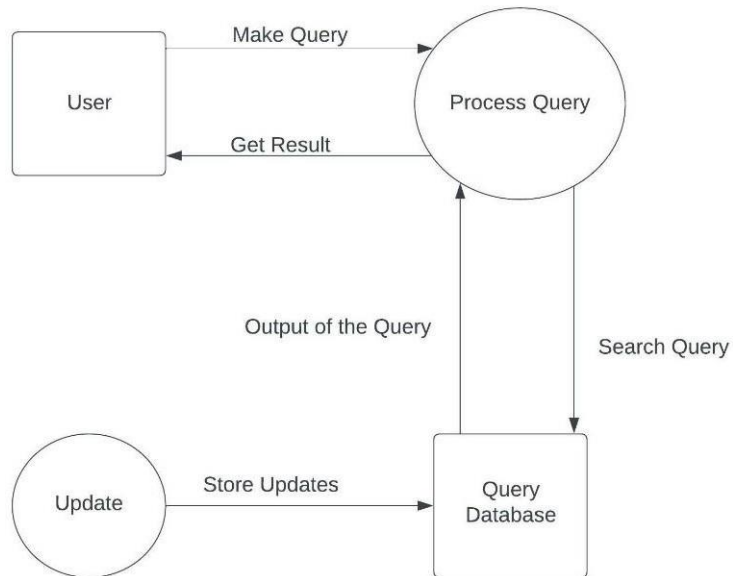 Make Query
User
Process Query
Get Result
Output of the Query
Search Query
Update
Store Updates
Query
Database